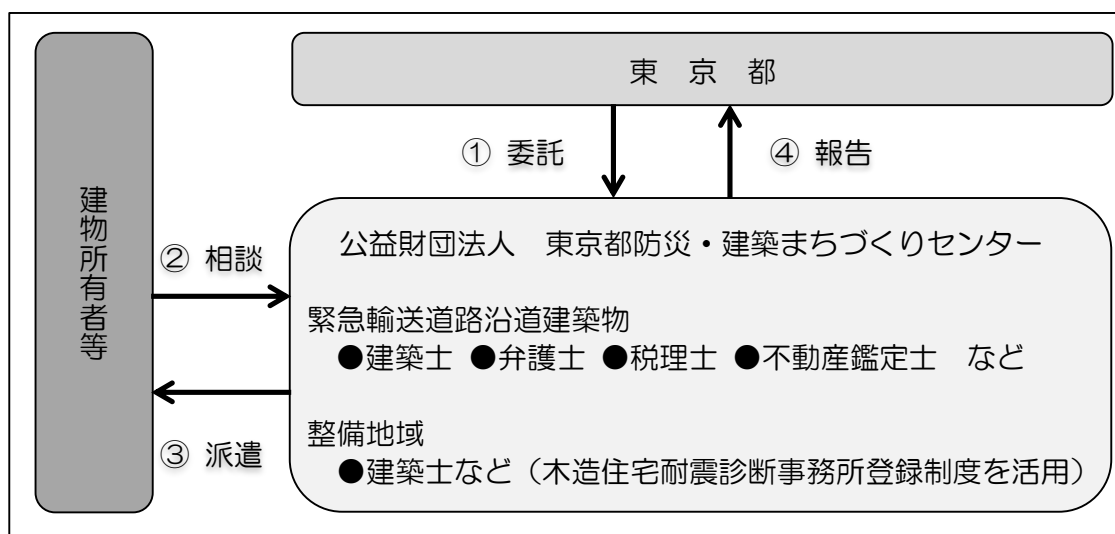 東 京 都
① 委託
④ 報告
建物所有者等
② 相談
③ 派遣
公益財団法人 東京都防災・建築まちづくりセンター
緊急輸送道路沿道建築物
●建築士 ●弁護士 ●税理士 ●不動産鑑定士 など
整備地域
●建築士など（木造住宅耐震診断事務所登録制度を活用）